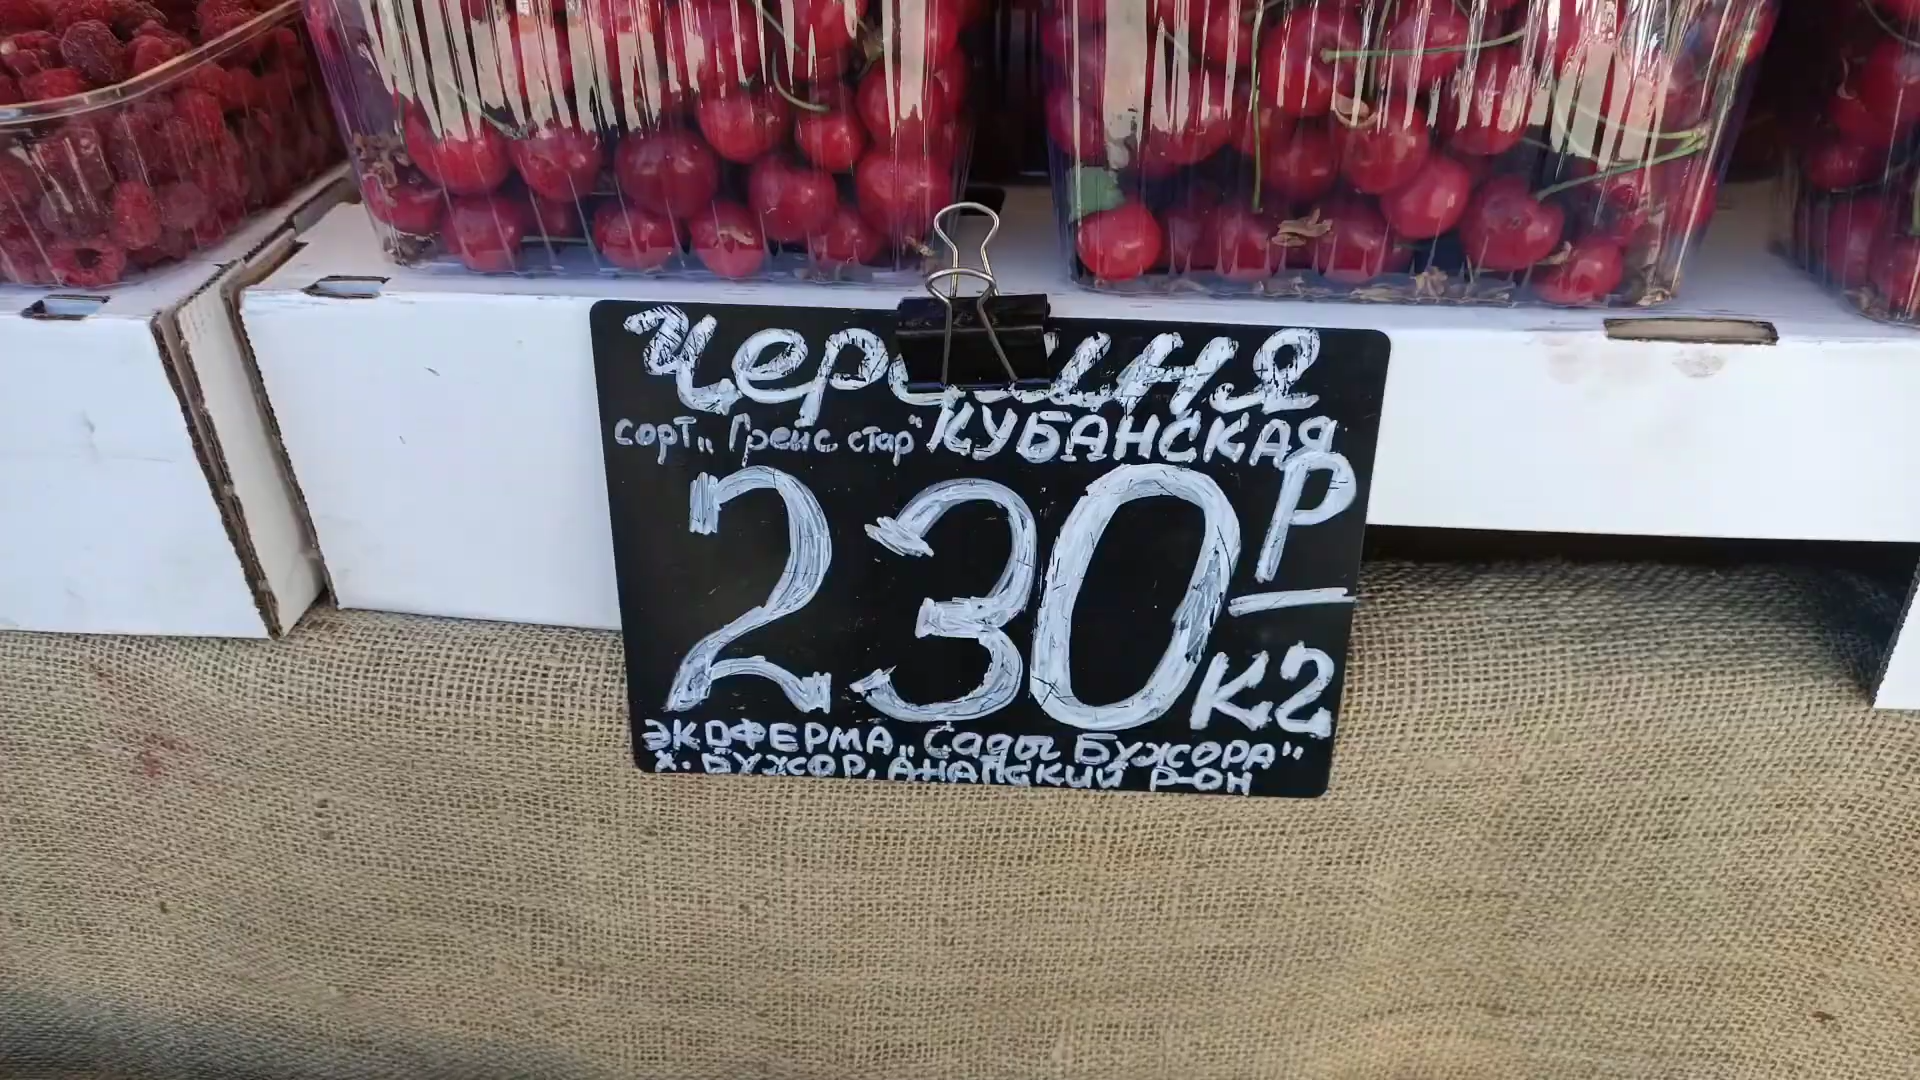 Черешня
сорт „Грейс стар" КУБАНСКАЯ
230 р кг
ЭКОФЕРМА „Сады БУЖОРА"
х. БУЖОР, АНАПСКИЙ Р-ОН